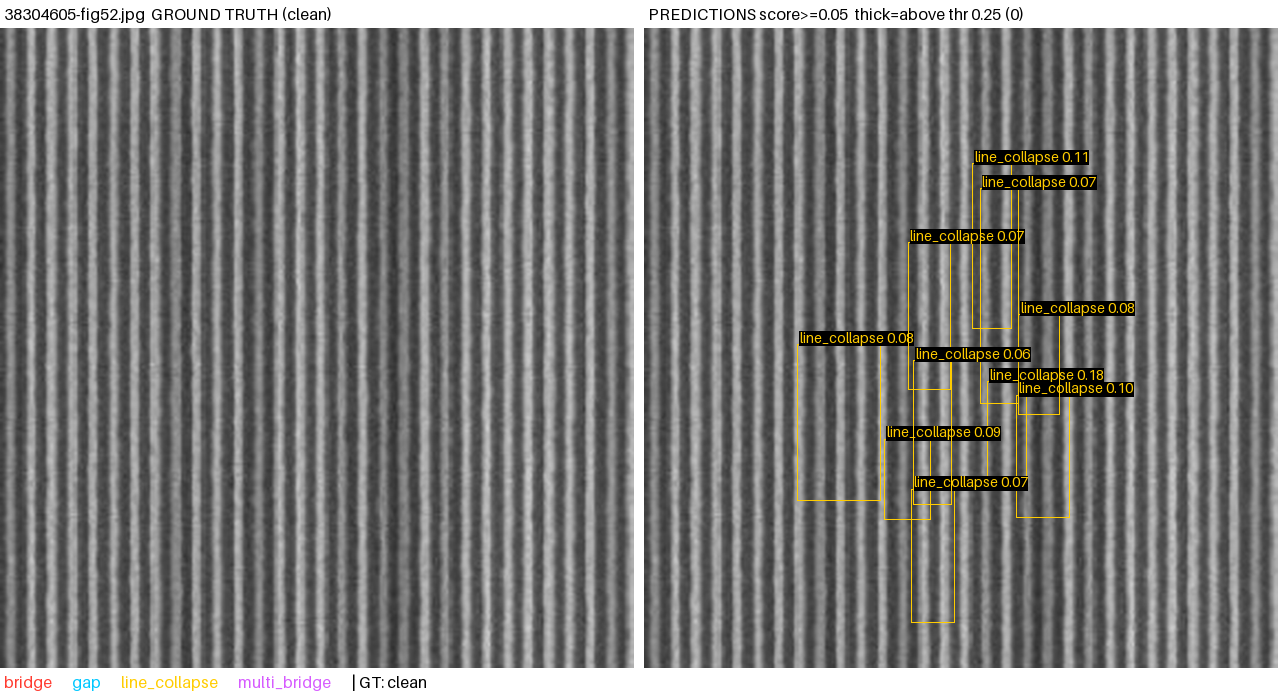 38304605-fig52.jpg  GROUND TRUTH (clean)
PREDICTIONS score>=0.05  thick=above thr 0.25 (0)
line_collapse 0.11
line_collapse 0.07
line_collapse 0.07
line_collapse 0.08
line_collapse 0.08
line_collapse 0.06
line_collapse 0.18
line_collapse 0.10
line_collapse 0.09
line_collapse 0.07
bridge gap line_collapse multi_bridge | GT: clean